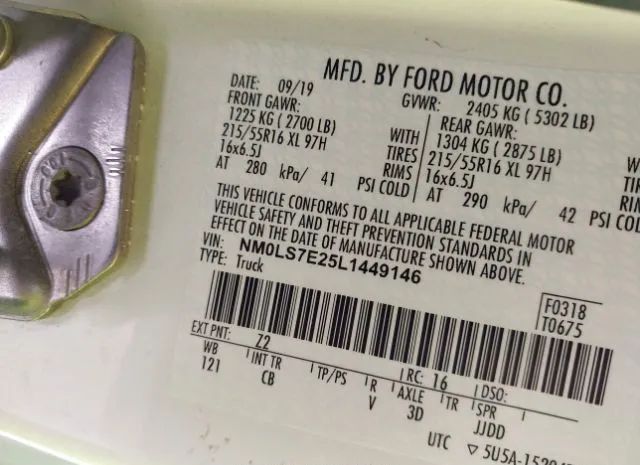 MFD. BY FORD MOTOR CO.
DATE: 09/19 GVWR: 2405 KG ( 5302 LB)
FRONT GAWR: REAR GAWR:
1225 KG ( 2700 LB) WITH 1304 KG ( 2875 LB) WITH
215/55R16 XL 97H TIRES 215/55R16 XL 97H TIRES
16x6.5J RIMS 16x6.5J RIMS
AT 280 kPa/ 41 PSI COLD AT 290 kPa/ 42 PSI COLD
THIS VEHICLE CONFORMS TO ALL APPLICABLE FEDERAL MOTOR
VEHICLE SAFETY AND THEFT PREVENTION STANDARDS IN
EFFECT ON THE DATE OF MANUFACTURE SHOWN ABOVE.
VIN: NM0LS7E25L1449146
TYPE: Truck
F0318
T0675
EXT PNT: Z2 RC: 16 DSO:
WB INT TR TP/PS R AXLE TR SPR
121 CB V 3D JJDD
UTC ▽ 5U5A-